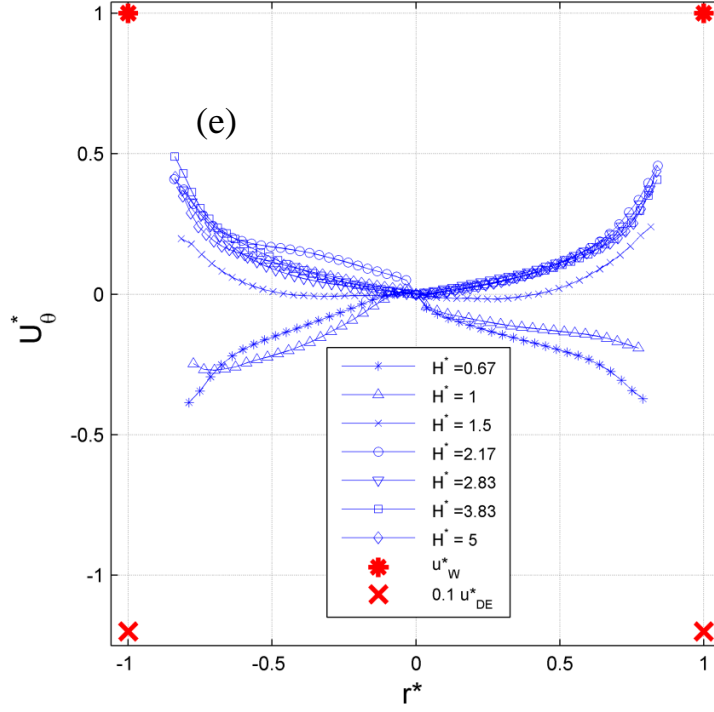 (e)
1
0.5
0
-0.5
-1
U*θ
H* =0.67
H* = 1
H* = 1.5
H* =2.17
H* =2.83
H* =3.83
H* = 5
u*W
0.1 u*DE
-1 -0.5 0 0.5 1
r*